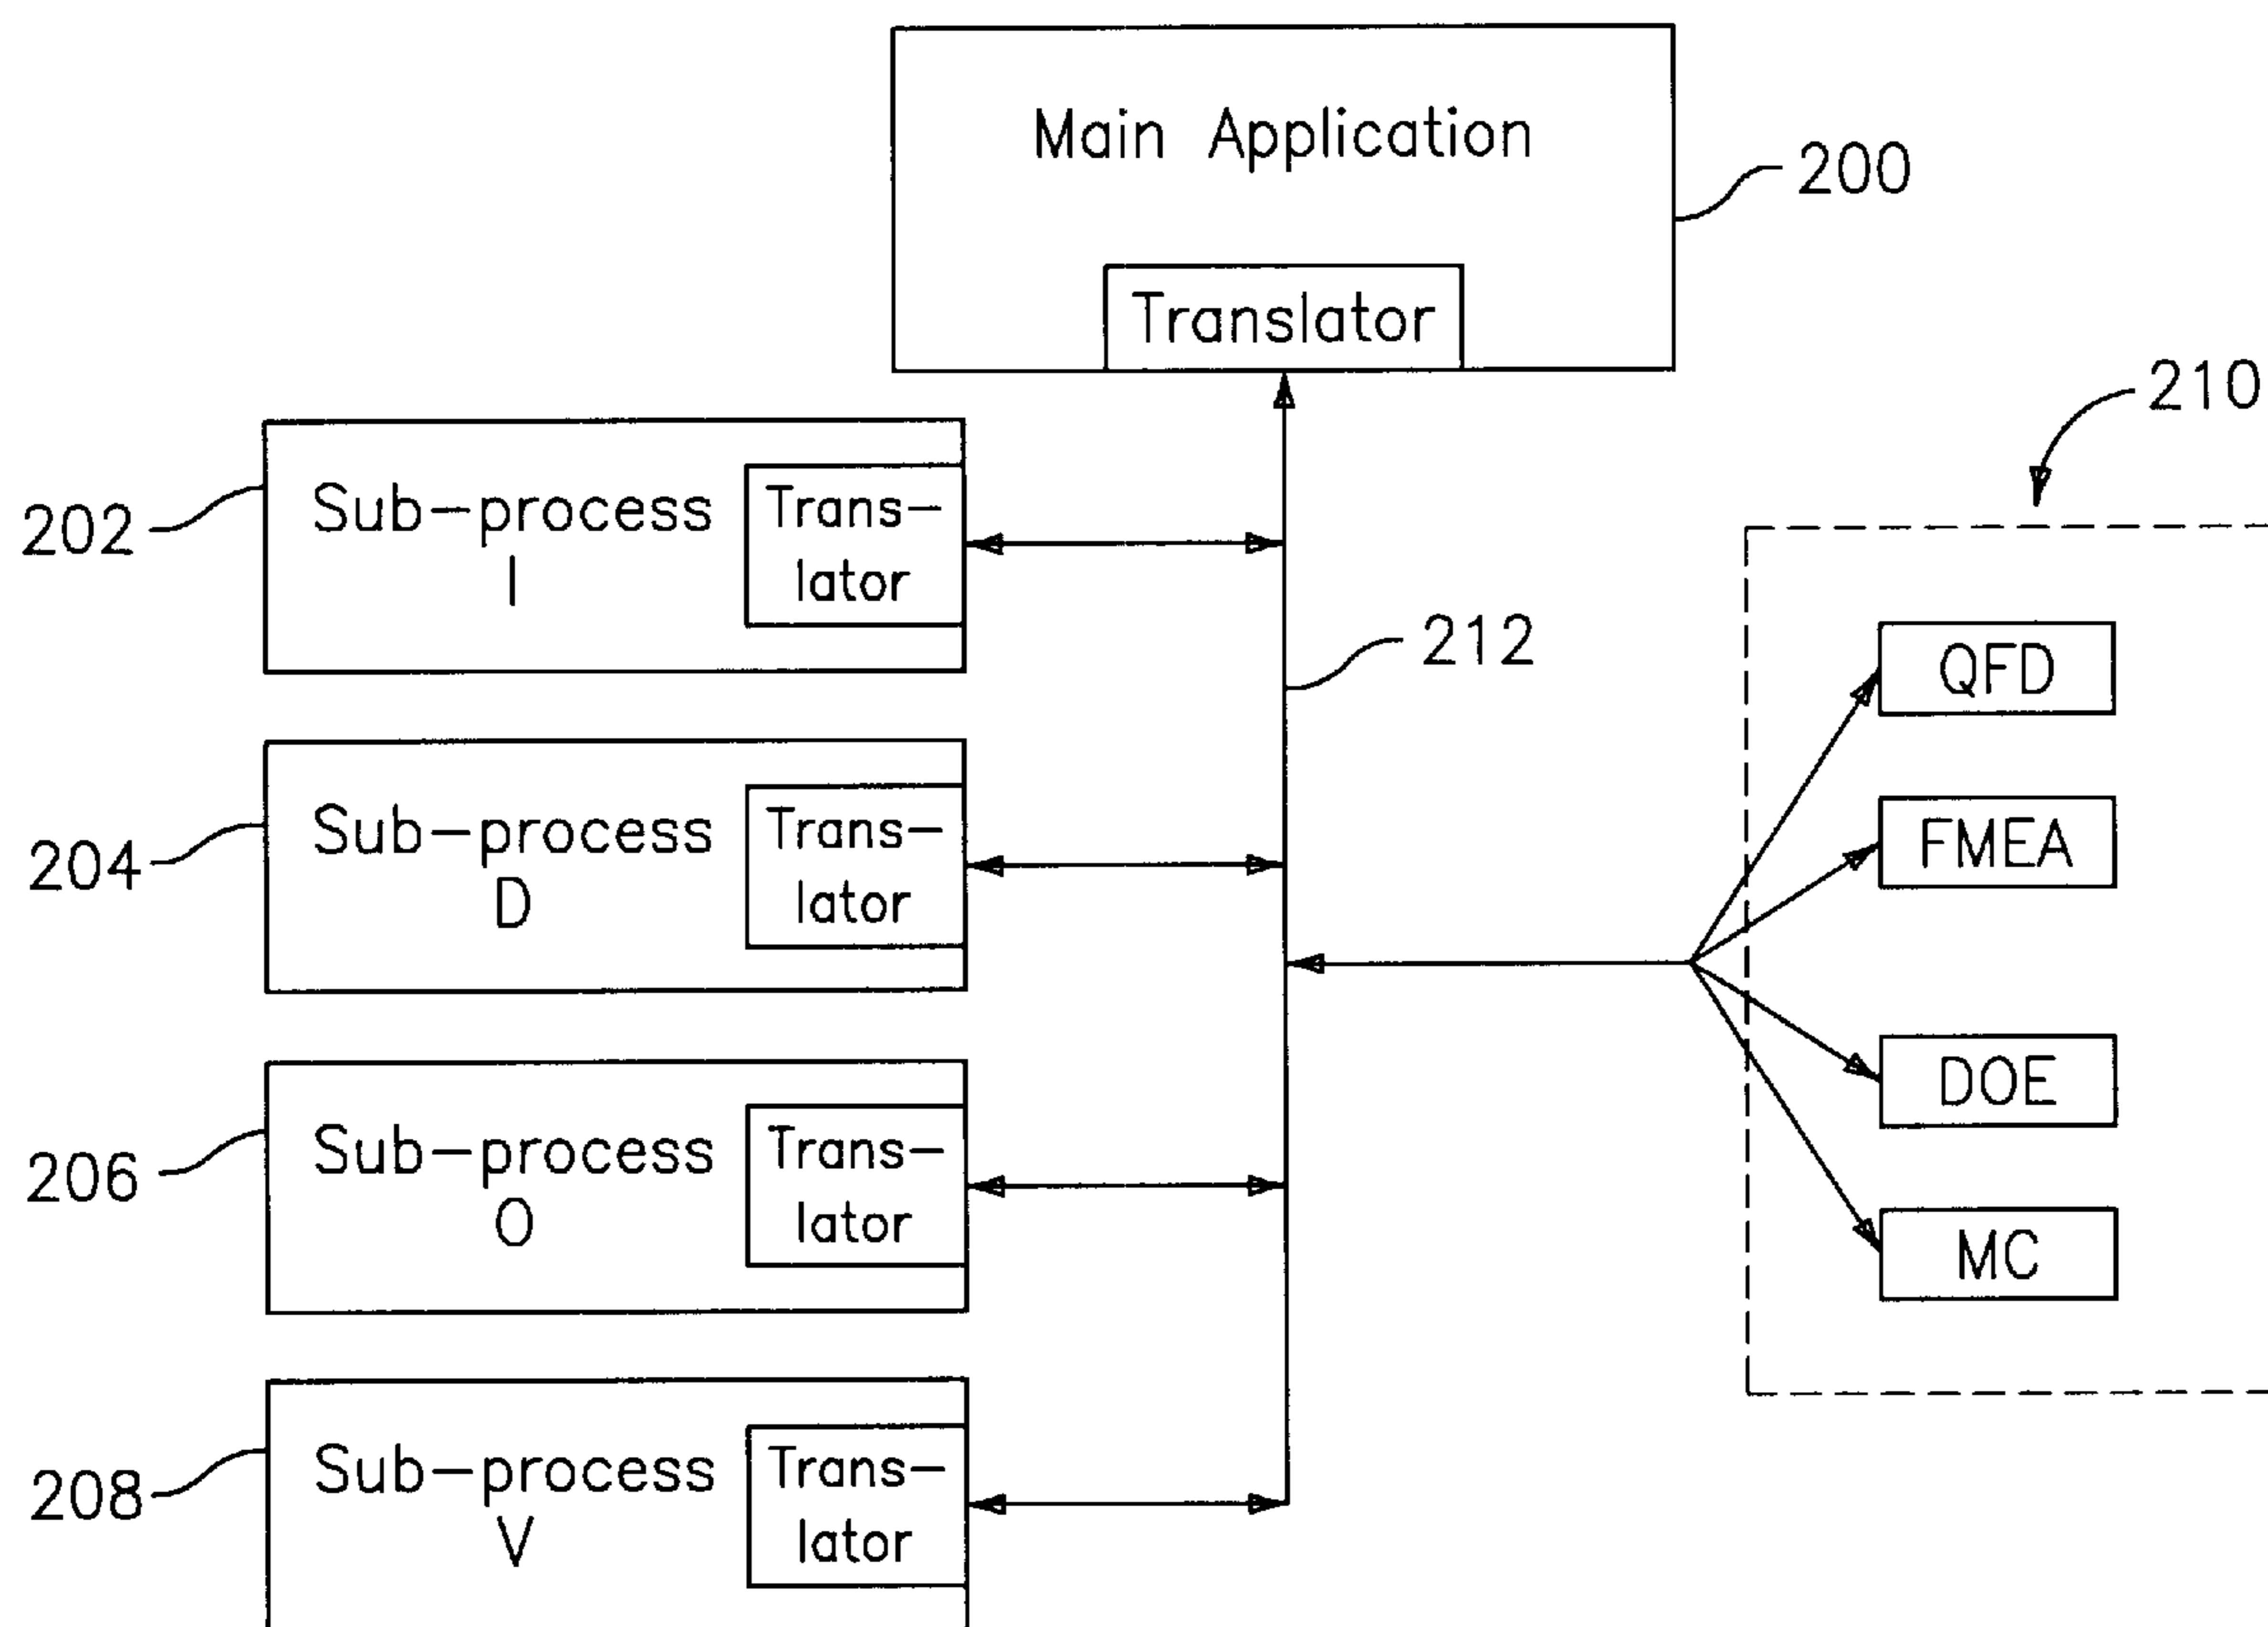 Main Application
200
Translator
210
202
Sub-process
I
Trans-
lator
212
QFD
204
Sub-process
D
Trans-
lator
FMEA
206
Sub-process
O
Trans-
lator
DOE
MC
208
Sub-process
V
Trans-
lator